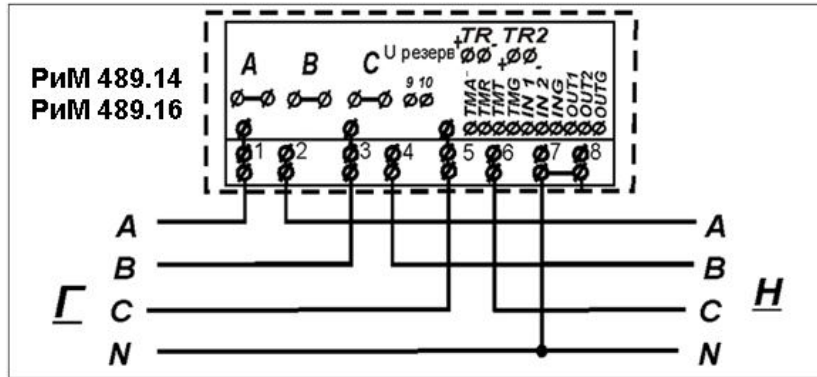 РиМ 489.14
РиМ 489.16
A B C U резерв + TR - TR2
+ -
9 10
TMA
TMR
TMT
TMG
IN 1
IN 2
ING
OUT1
OUT2
OUTG
1 2 3 4 5 6 7 8
A A
B B
Г C C Н
N N